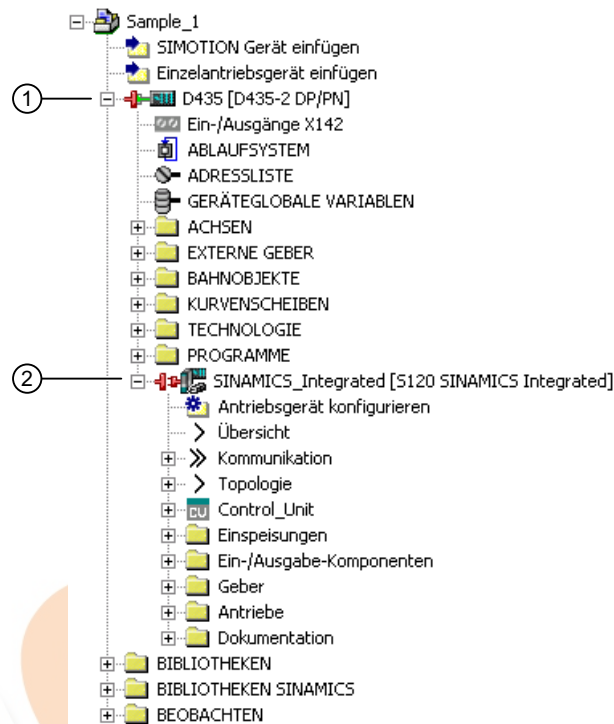 Sample_1
SIMOTION Gerät einfügen
Einzelantriebsgerät einfügen
1 D435 [D435-2 DP/PN]
Ein-/Ausgänge X142
ABLAUFSYSTEM
ADRESSLISTE
GERÄTEGLOBALE VARIABLEN
ACHSEN
EXTERNE GEBER
BAHNOBJEKTE
KURVENSCHEIBEN
TECHNOLOGIE
PROGRAMME
2 SINAMICS_Integrated [S120 SINAMICS Integrated]
Antriebsgerät konfigurieren
Übersicht
Kommunikation
Topologie
CU Control_Unit
Einspeisungen
Ein-/Ausgabe-Komponenten
Geber
Antriebe
Dokumentation
BIBLIOTHEKEN
BIBLIOTHEKEN SINAMICS
BEOBACHTEN